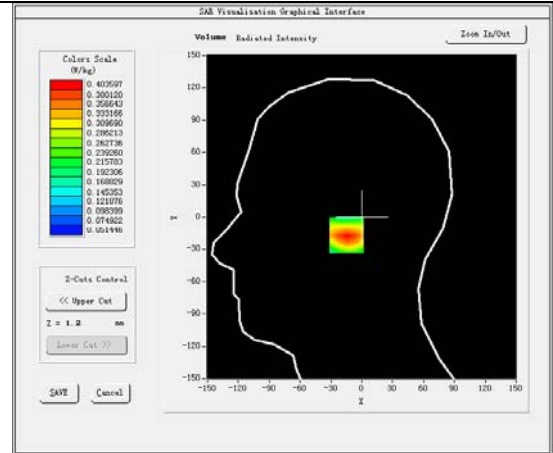 SAR Visualisation Graphical Interface
Volume Radiated Intensity
Zoom In/Out
Colors Scale
(W/kg)
0.403597
0.380120
0.356643
0.333166
0.309690
0.286213
0.262736
0.239260
0.215783
0.192306
0.168829
0.145353
0.121876
0.098399
0.074922
0.051446
Z-Cuts Control
<< Upper Cut
Z = 1.2 mm
Lower Cut >>
SAVE Cancel
150
120
90
60
30
0
-30
-60
-90
-120
-150
Y
-150 -120 -90 -60 -30 0 30 60 90 120 150
X